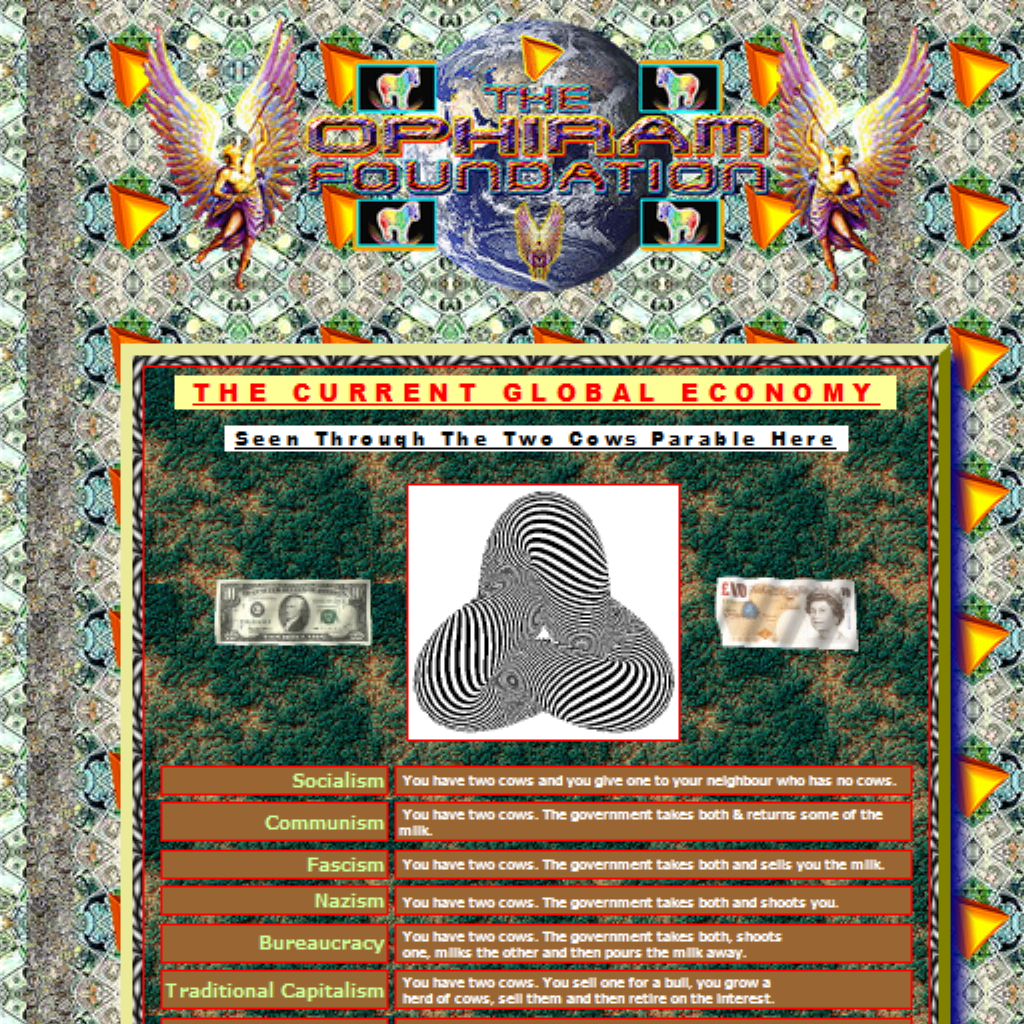 THE
OPHIRAM
FOUNDATION
THE CURRENT GLOBAL ECONOMY
Seen Through The Two Cows Parable Here
Socialism
You have two cows and you give one to your neighbour who has no cows.
Communism
You have two cows. The government takes both & returns some of the
milk.
Fascism
You have two cows. The government takes both and sells you the milk.
Nazism
You have two cows. The government takes both and shoots you.
Bureaucracy
You have two cows. The government takes both, shoots
one, milks the other and then pours the milk away.
Traditional Capitalism
You have two cows. You sell one for a bull, you grow a
herd of cows, sell them and then retire on the interest.